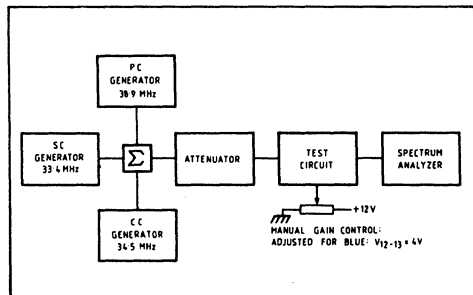 PC
GENERATOR
38·9 MHz
SC
GENERATOR
33·4 MHz
Σ
ATTENUATOR
TEST
CIRCUIT
SPECTRUM
ANALYZER
CC
GENERATOR
34·5 MHz
+12V
MANUAL GAIN CONTROL:
ADJUSTED FOR BLUE: V12-13 = 4V